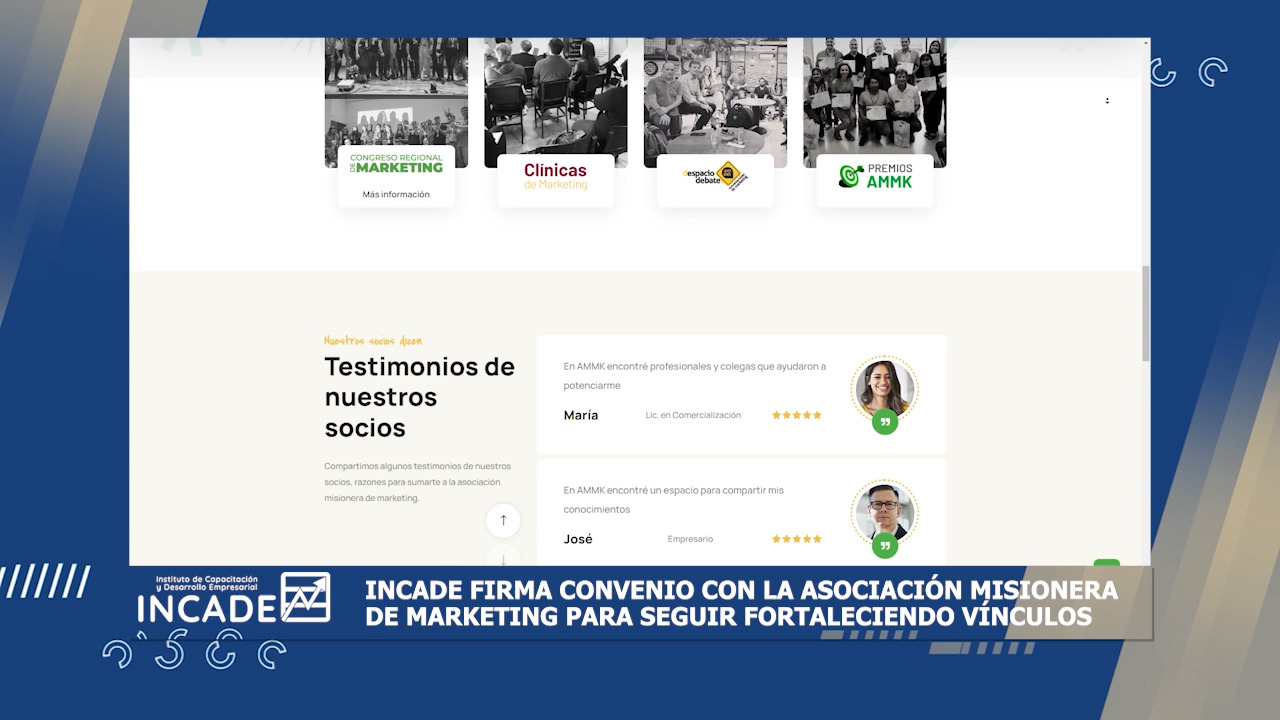 CONGRESO REGIONAL
DE MARKETING
Más información
Clínicas
de Marketing
espacio
debate
PREMIOS
AMMK
Nuestros socios dicen
Testimonios de
nuestros
socios
Compartimos algunos testimonios de nuestros
socios, razones para sumarte a la asociación
misionera de marketing.
En AMMK encontré profesionales y colegas que ayudaron a
potenciarme
María
Lic. en Comercialización
En AMMK encontré un espacio para compartir mis
conocimientos
José
Empresario
Instituto de Capacitación
y Desarrollo Empresarial
INCADE
INCADE FIRMA CONVENIO CON LA ASOCIACIÓN MISIONERA
DE MARKETING PARA SEGUIR FORTALECIENDO VÍNCULOS